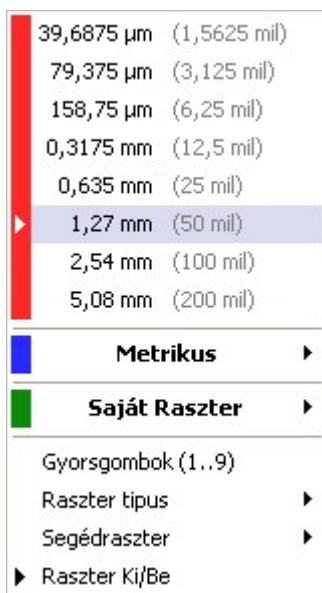 39,6875 µm (1,5625 mil)
79,375 µm (3,125 mil)
158,75 µm (6,25 mil)
0,3175 mm (12,5 mil)
0,635 mm (25 mil)
1,27 mm (50 mil)
2,54 mm (100 mil)
5,08 mm (200 mil)
Metrikus
Saját Raszter
Gyorsgombok (1..9)
Raszter tipus
Segédraszter
Raszter Ki/Be